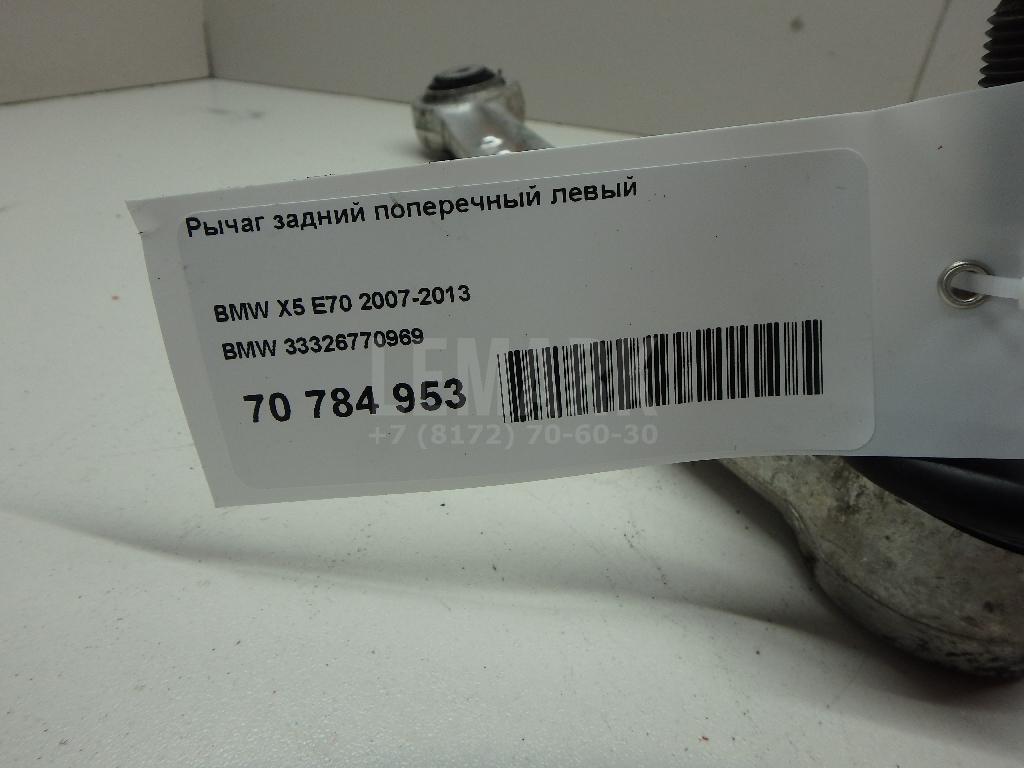 Рычаг задний поперечный левый
BMW X5 E70 2007-2013
BMW 33326770969
70 784 953
LEMARK
+7 (8172) 70-60-30